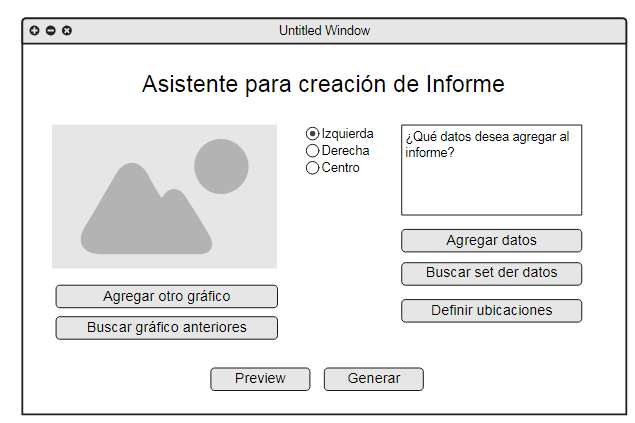 Untitled Window
Asistente para creación de Informe
Izquierda
Derecha
Centro
¿Qué datos desea agregar al
informe?
Agregar datos
Buscar set der datos
Definir ubicaciones
Agregar otro gráfico
Buscar gráfico anteriores
Preview
Generar